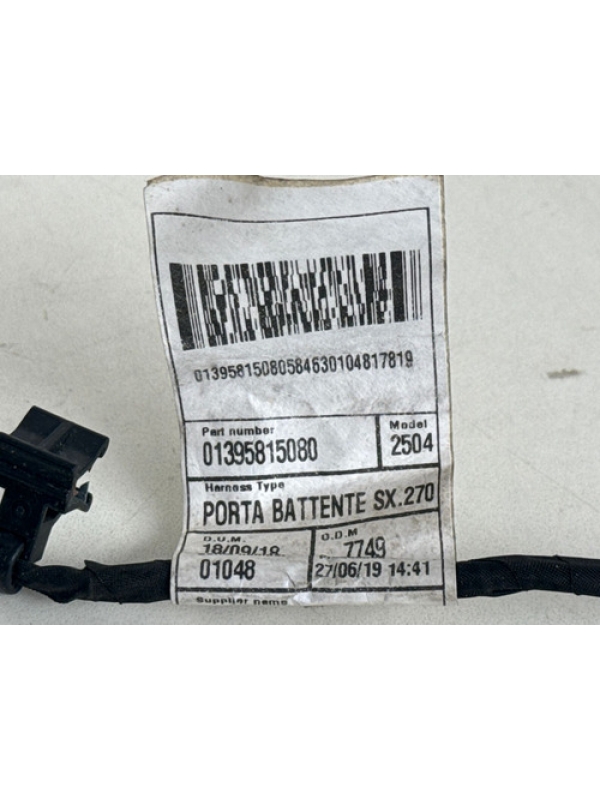 01395815080584630104817819
Part number Model
01395815080 2504
Harness Type
PORTA BATTENTE SX.270
D.U.M. O.D.M
18/09/18 7749
01048 27/06/19 14:41
Supplier name